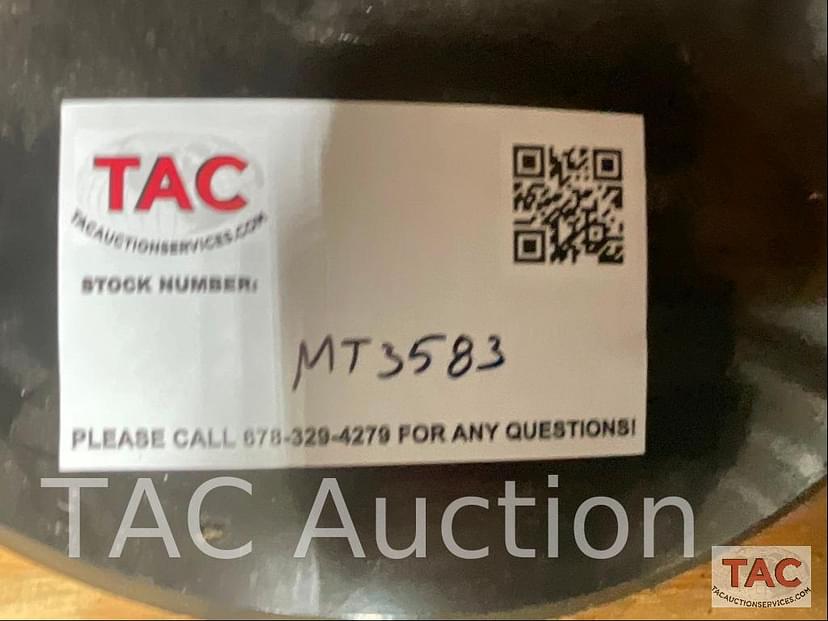 TAC
TACAUCTIONSERVICES.COM
STOCK NUMBER:
MT3583
PLEASE CALL 678-329-4279 FOR ANY QUESTIONS!
TAC Auction
TAC
TACAUCTIONSERVICES.COM